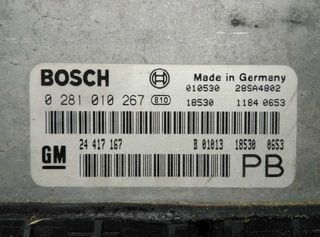 BOSCH
Made in Germany
010530 28SA4802
0 281 010 267 810 18530 1184 0653
GM 24 417 167 B 01013 18530 0653
PB